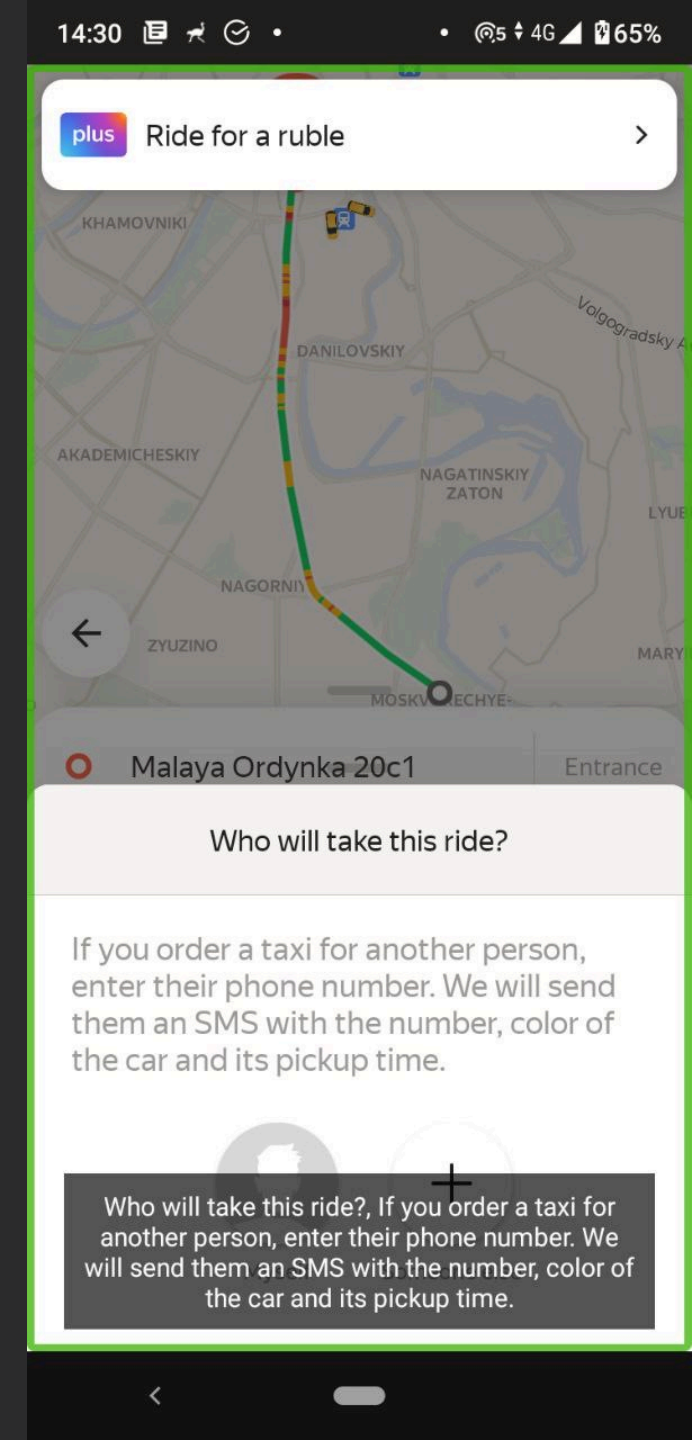 14:30
5 4G 65%
plus Ride for a ruble
KHAMOVNIKI
Volgogradsky
DANILOVSKIY
AKADEMICHESKIY
NAGATINSKIY
ZATON
NAGORNIY
ZYUZINO
Malaya Ordynka 20c1 Entrance
Who will take this ride?
If you order a taxi for another person,
enter their phone number. We will send
them an SMS with the number, color of
the car and its pickup time.
Who will take this ride?, If you order a taxi for
another person, enter their phone number. We
will send them an SMS with the number, color of
the car and its pickup time.